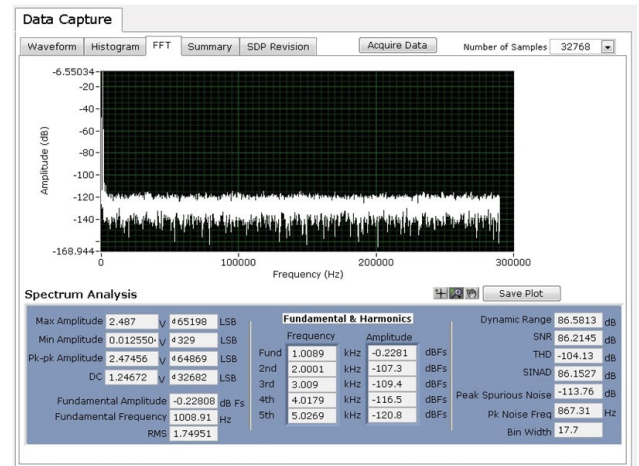 Data Capture
Waveform Histogram FFT Summary SDP Revision Acquire Data Number of Samples 32768
-6.55034
-20
-40
-60
-80
-100
-120
-140
-168.944
Amplitude (dB)
0 100000 200000 300000
Frequency (Hz)
Spectrum Analysis Save Plot
Max Amplitude 2.487 V 65198 LSB
Min Amplitude 0.012550 V 329 LSB
Pk-pk Amplitude 2.47456 V 64869 LSB
DC 1.24672 V 32682 LSB
Fundamental Amplitude -0.22808 dB Fs
Fundamental Frequency 1008.91 Hz
RMS 1.74951
Fundamental & Harmonics
Frequency Amplitude
Fund 1.0089 kHz -0.2281 dBFs
2nd 2.0001 kHz -107.3 dBFs
3rd 3.009 kHz -109.4 dBFs
4th 4.0179 kHz -116.5 dBFs
5th 5.0269 kHz -120.8 dBFs
Dynamic Range 86.5813 dB
SNR 86.2145 dB
THD -104.13 dB
SINAD 86.1527 dB
Peak Spurious Noise -113.76 dB
Pk Noise Freq 867.31 Hz
Bin Width 17.7